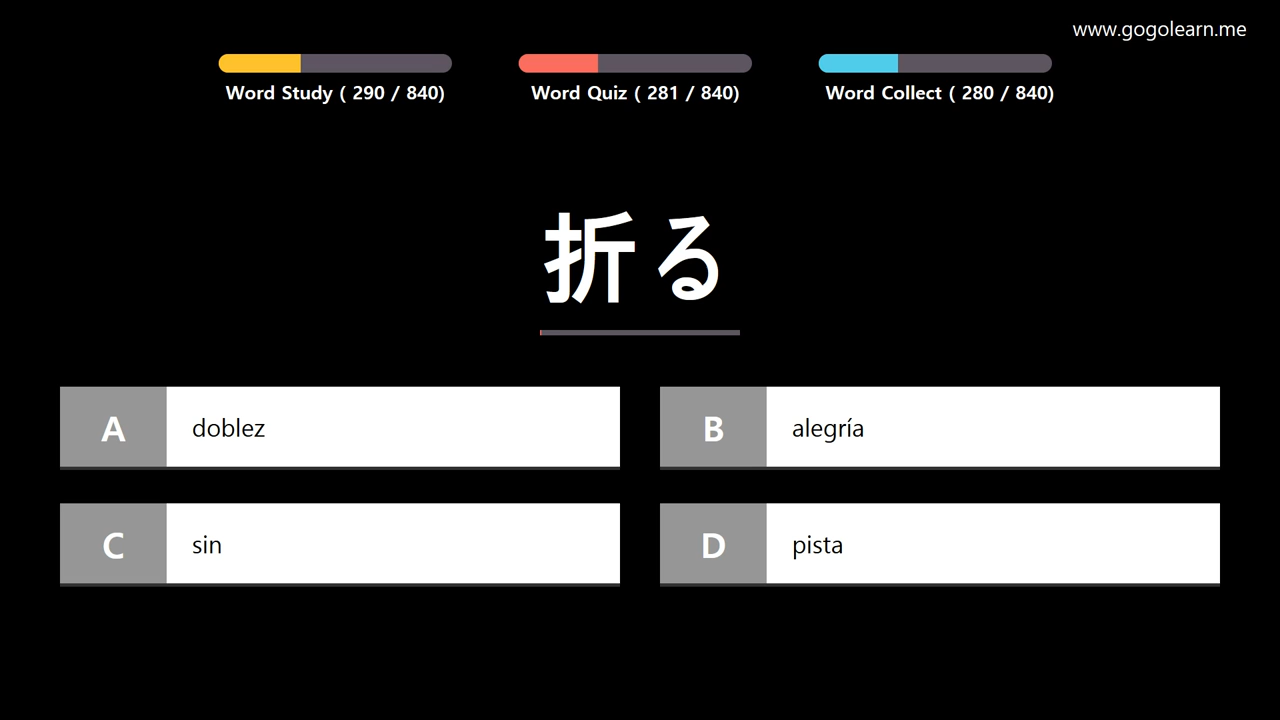 www.gogolearn.me
Word Study ( 290 / 840)
Word Quiz ( 281 / 840)
Word Collect ( 280 / 840)
折る
A doblez
B alegría
C sin
D pista